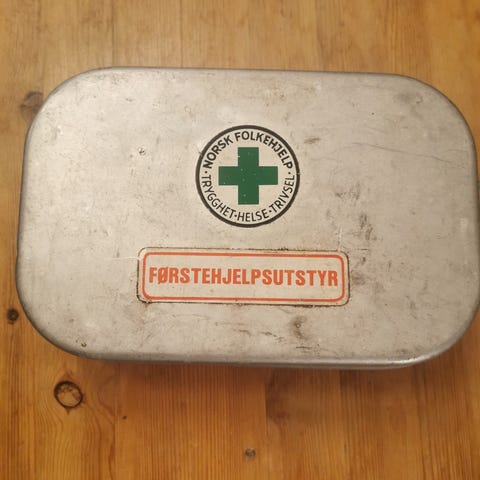 NORSK FOLKEHJELP
· TRYGGHET · HELSE · TRIVSEL ·
FØRSTEHJELPSUTSTYR